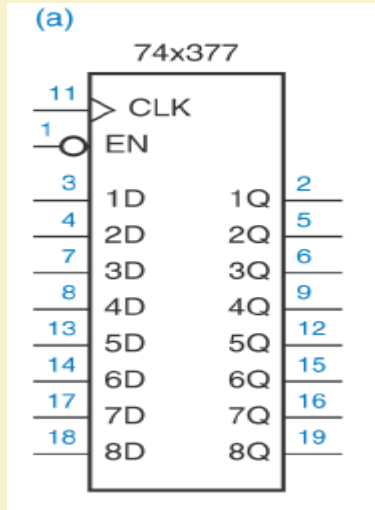 (a)
74x377
11 CLK
1 EN
3 1D 1Q 2
4 2D 2Q 5
7 3D 3Q 6
8 4D 4Q 9
13 5D 5Q 12
14 6D 6Q 15
17 7D 7Q 16
18 8D 8Q 19